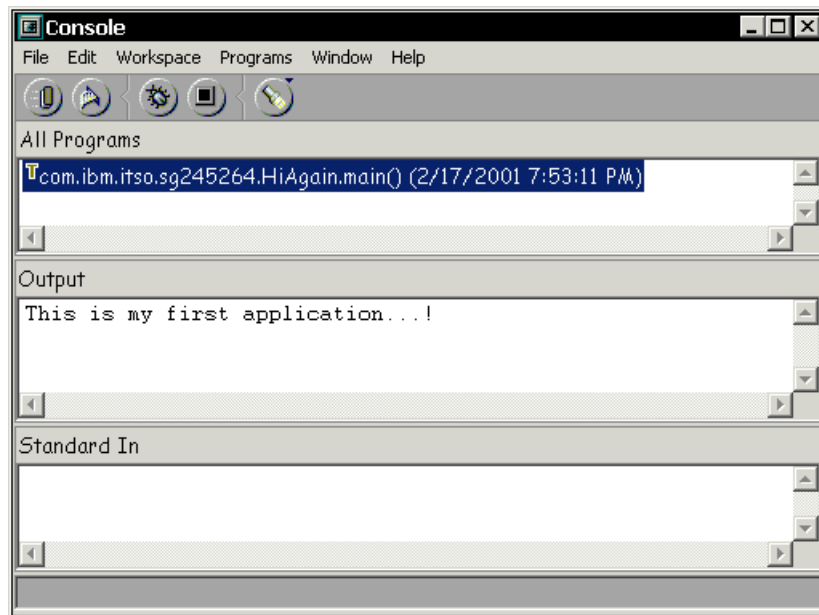 Console
File Edit Workspace Programs Window Help
All Programs
com.ibm.itso.sg245264.HiAgain.main() (2/17/2001 7:53:11 PM)
Output
This is my first application...!
Standard In